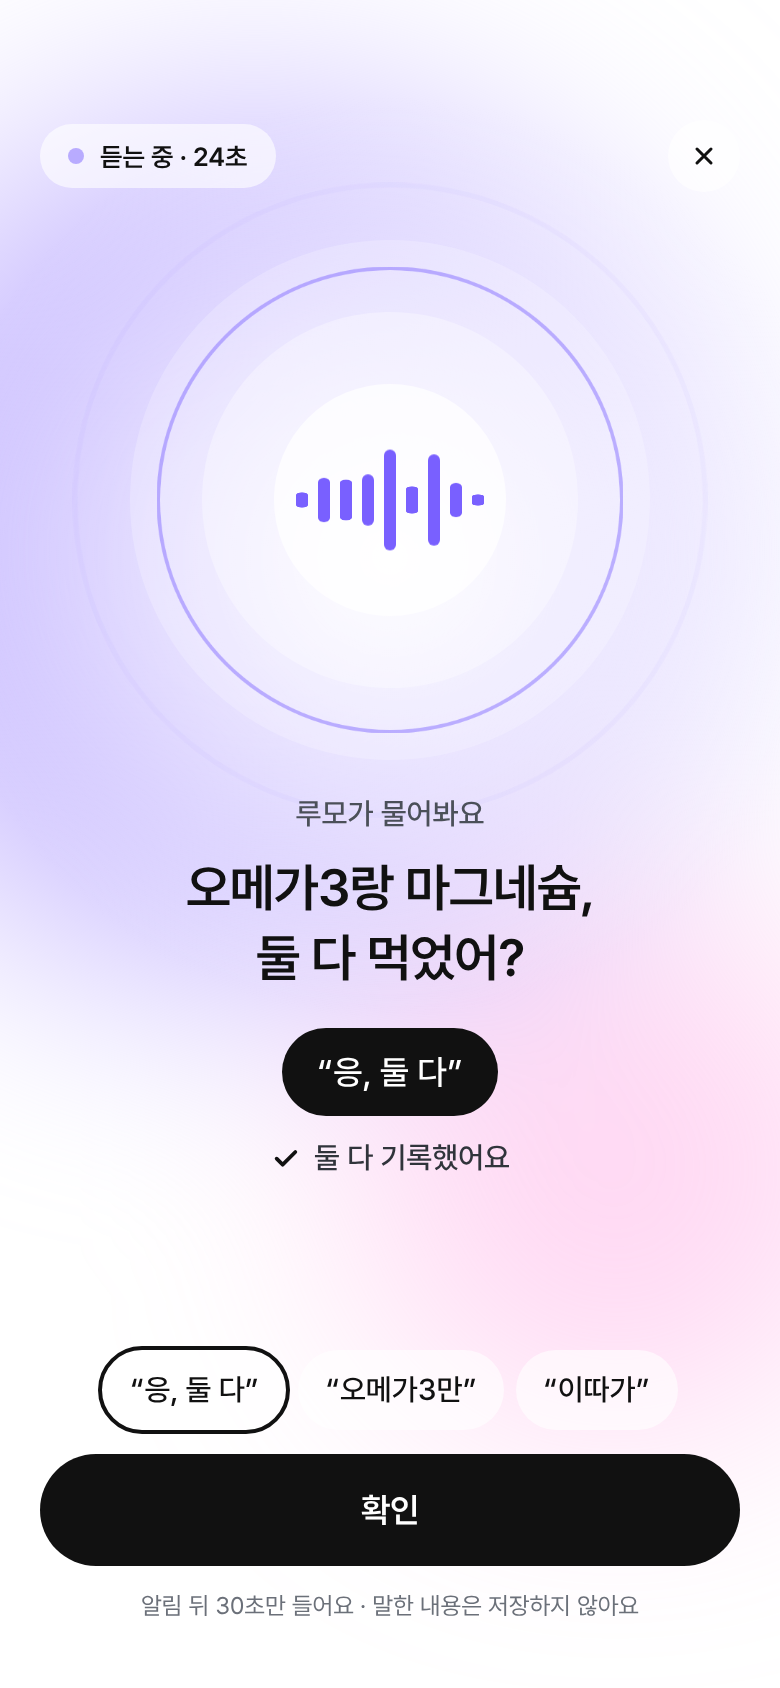 듣는 중 · 24초
루모가 물어봐요
오메가3랑 마그네슘,
둘 다 먹었어?
“응, 둘 다”
둘 다 기록했어요
“응, 둘 다” “오메가3만” “이따가”
확인
알림 뒤 30초만 들어요 · 말한 내용은 저장하지 않아요